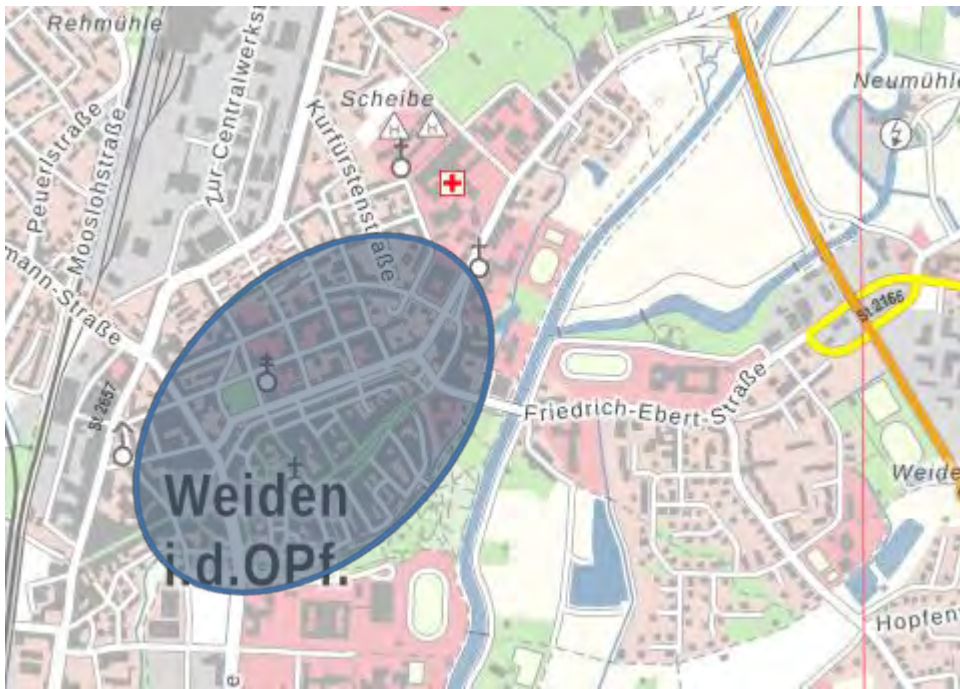 Rehmühle
Zur Centralwerkst
Scheibe
Neumühle
Peuerlstraße
Mooslohstraße
Kurfürstenstraße
mann-Straße
St 2166
St 2657
Friedrich-Ebert-Straße
Weiden
i.d.OPf.
Weide
Hopfen
e
H
H